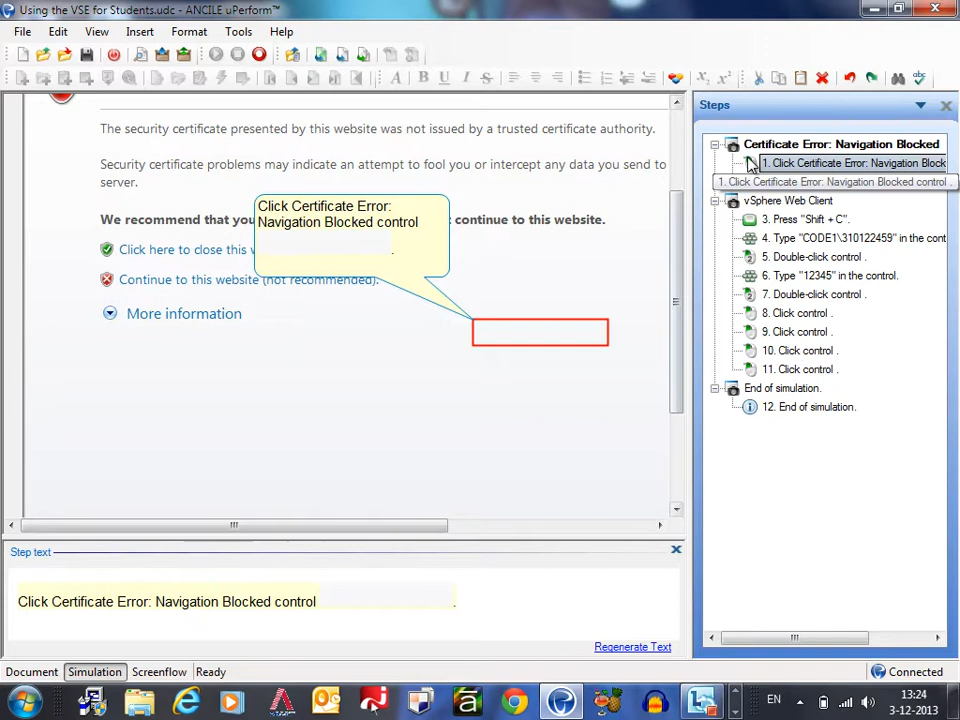 Using the VSE for Students.udc - ANCILE uPerform™
File Edit View Insert Format Tools Help
A B U I S x₂ x²
Steps
The security certificate presented by this website was not issued by a trusted certificate authority.
Security certificate problems may indicate an attempt to fool you or intercept any data you send to
server.
We recommend that you continue to this website.
Click Certificate Error:
Navigation Blocked control
.
Click here to close this w
Continue to this website (not recommended).
More information
Certificate Error: Navigation Blocked
1. Click Certificate Error: Navigation Block
1. Click Certificate Error: Navigation Blocked control .
vSphere Web Client
3. Press "Shift + C".
4. Type "CODE1\310122459" in the cont
5. Double-click control .
6. Type "12345" in the control.
7. Double-click control .
8. Click control .
9. Click control .
10. Click control .
11. Click control .
End of simulation.
12. End of simulation.
Step text
Click Certificate Error: Navigation Blocked control .
Regenerate Text
Document Simulation Screenflow Ready Connected
EN 13:24
3-12-2013